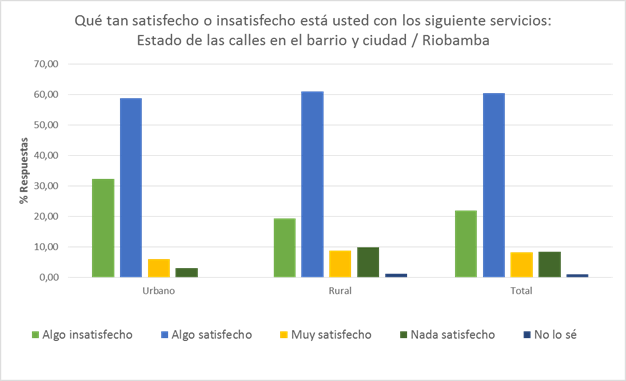 Qué tan satisfecho o insatisfecho está usted con los siguiente servicios:
Estado de las calles en el barrio y ciudad / Riobamba
% Respuestas
70,00
60,00
50,00
40,00
30,00
20,00
10,00
0,00
Urbano Rural Total
Algo insatisfecho Algo satisfecho Muy satisfecho Nada satisfecho No lo sé